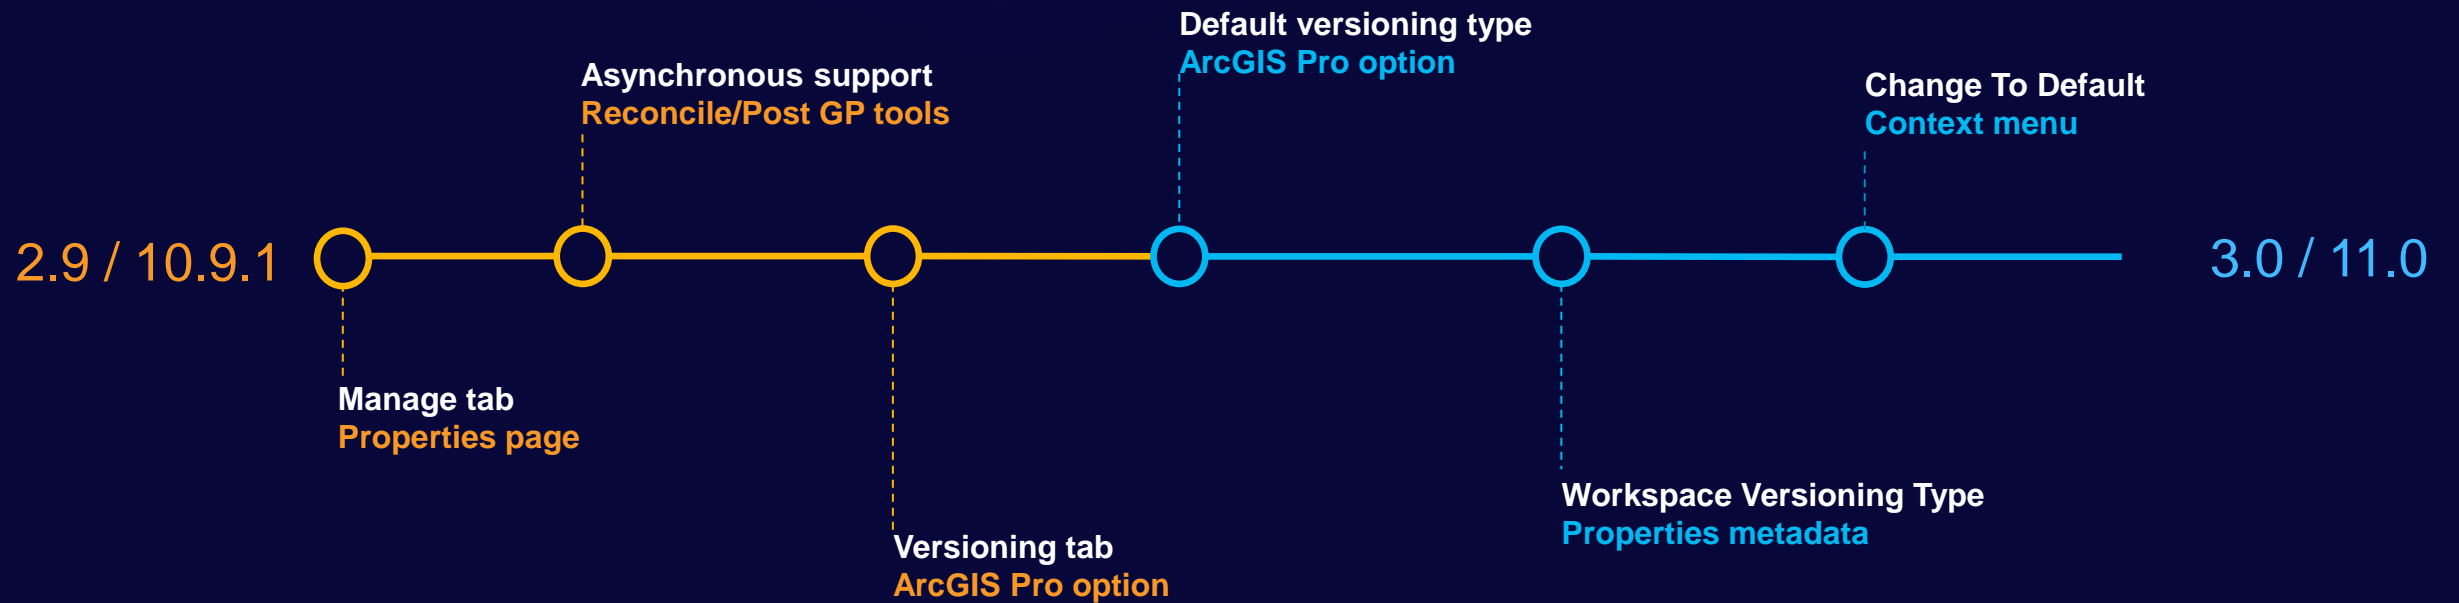 2.9 / 10.9.1
Manage tab
Properties page
Asynchronous support
Reconcile/Post GP tools
Versioning tab
ArcGIS Pro option
Default versioning type
ArcGIS Pro option
Workspace Versioning Type
Properties metadata
Change To Default
Context menu
3.0 / 11.0